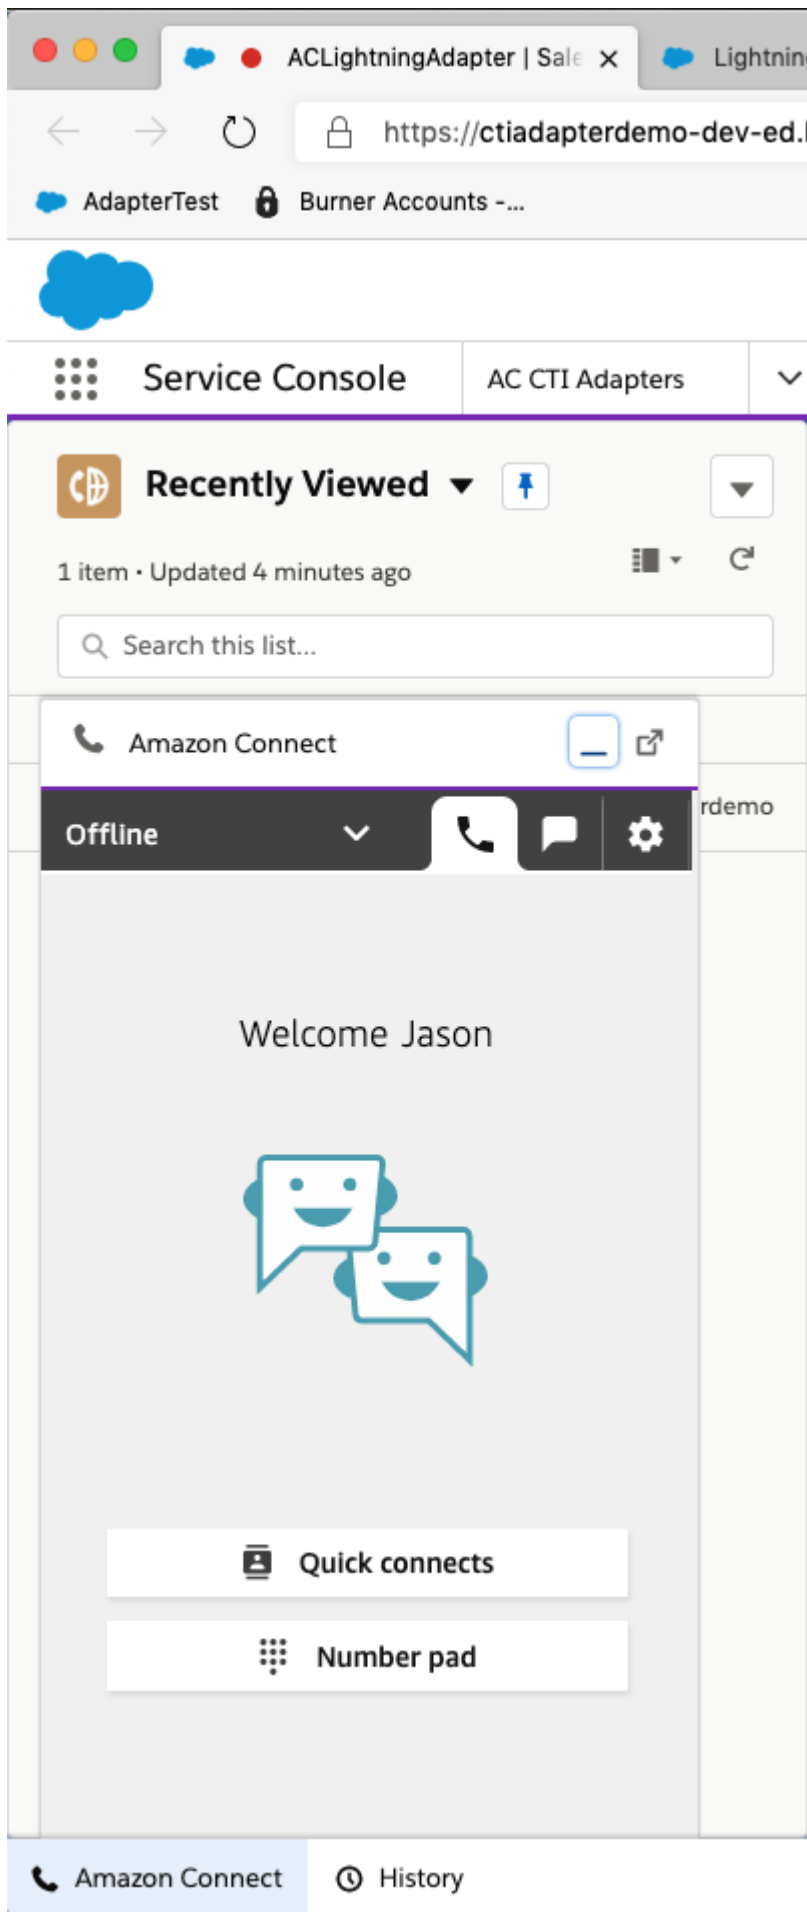 ACLightningAdapter | Sale
Lightnin
https://ctiadapterdemo-dev-ed.
AdapterTest
Burner Accounts -...
Service Console
AC CTI Adapters
Recently Viewed
1 item • Updated 4 minutes ago
Search this list...
Amazon Connect
rdemo
Offline
Welcome Jason
Quick connects
Number pad
Amazon Connect
History